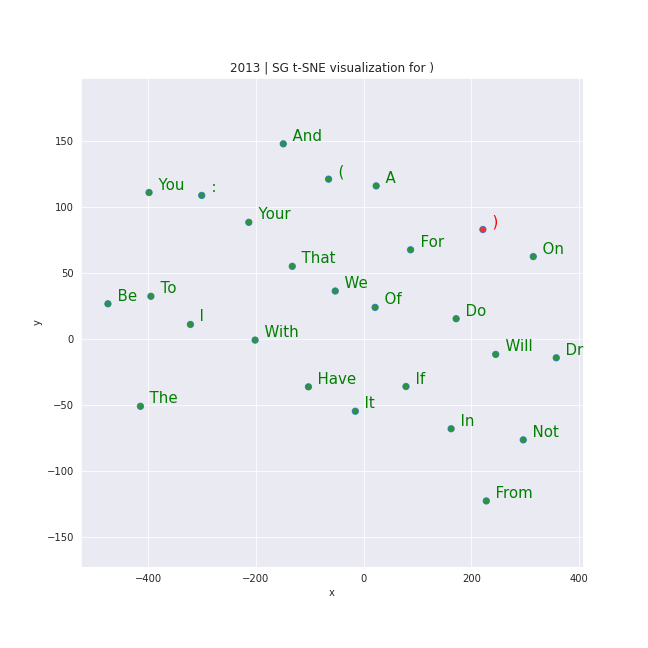 2013 | SG t-SNE visualization for )
And
(
A
You
:
Your
)
For
On
That
We
Be
To
I
Of
Do
With
Will
Dr
Have
If
The
It
In
Not
From
150
100
50
0
−50
−100
−150
y
−400
−200
0
200
400
x